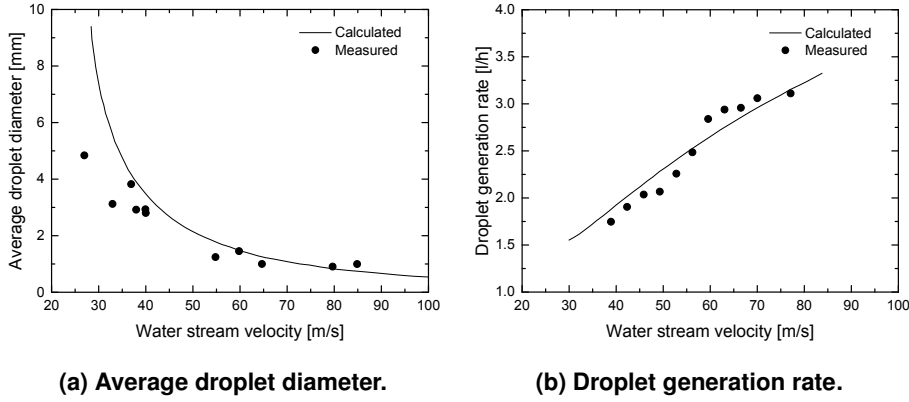 Average droplet diameter [mm]
10
8
6
4
2
0
Calculated
Measured
20 30 40 50 60 70 80 90 100
Water stream velocity [m/s]
(a) Average droplet diameter.
Droplet generation rate [l/h]
4.0
3.5
3.0
2.5
2.0
1.5
1.0
Calculated
Measured
20 30 40 50 60 70 80 90 100
Water stream velocity [m/s]
(b) Droplet generation rate.